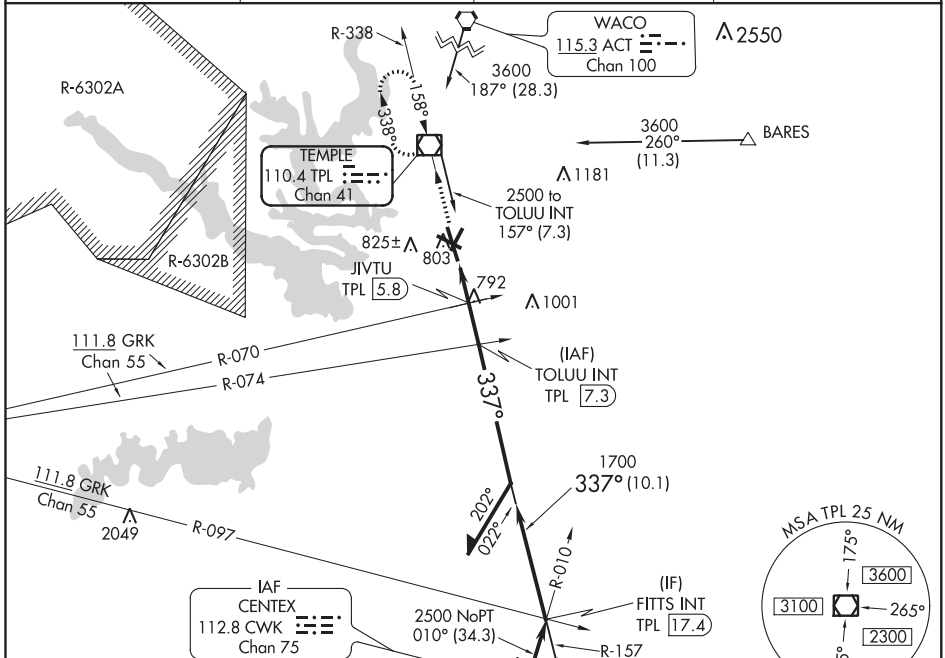 WACO
115.3 ACT
Chan 100
2550
R-338
3600
187° (28.3)
R-6302A
158°
338°
3600
260°
(11.3)
BARES
TEMPLE
110.4 TPL
Chan 41
1181
2500 to
TOLUU INT
157° (7.3)
825±
803
R-6302B
JIVTU
TPL 5.8
792
1001
111.8 GRK
Chan 55
R-070
R-074
(IAF)
TOLUU INT
TPL 7.3
337°
1700
337° (10.1)
111.8 GRK
Chan 55
2049
R-097
202°
022°
R-010
MSA TPL 25 NM
175°
3600
3100
265°
2300
IAF
CENTEX
112.8 CWK
Chan 75
2500 NoPT
010° (34.3)
(IF)
FITTS INT
TPL 17.4
R-157